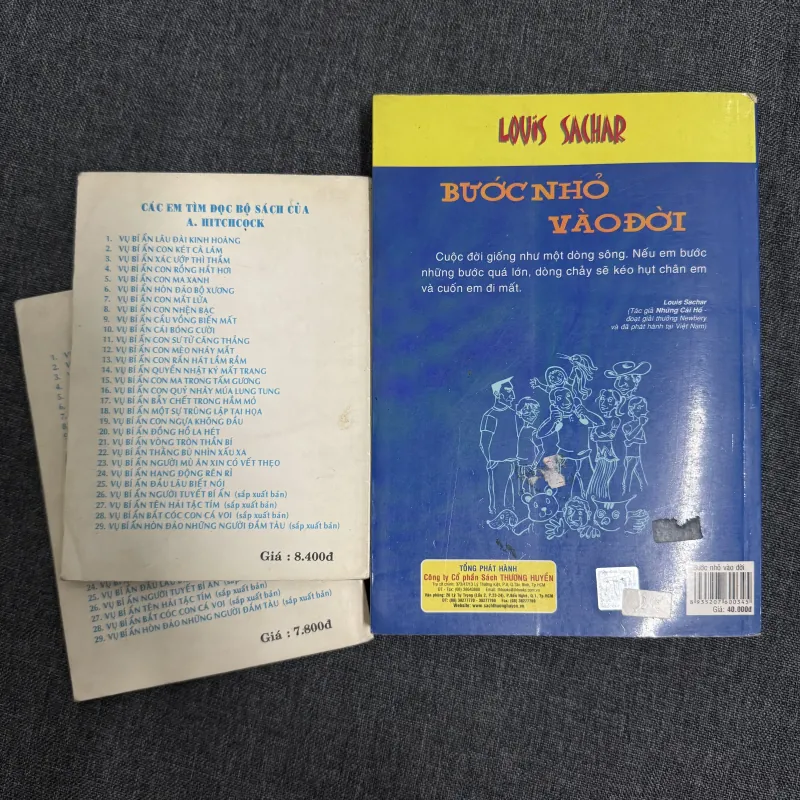 CÁC EM TÌM ĐỌC BỘ SÁCH CỦA
A. HITCHCOCK
1. VỤ BÍ ẨN LÂU ĐÀI KINH HOÀNG
2. VỤ BÍ ẨN CON KÉT CÀ LĂM
3. VỤ BÍ ẨN XÁC ƯỚP THÌ THẦM
4. VỤ BÍ ẨN CON RỒNG HẮT HƠI
5. VỤ BÍ ẨN CON MA XANH
6. VỤ BÍ ẨN HÒN ĐẢO BỘ XƯƠNG
7. VỤ BÍ ẨN CON MẮT LỬA
8. VỤ BÍ ẨN CON NHỆN BẠC
9. VỤ BÍ ẨN CẦU VỒNG BIẾN MẤT
10. VỤ BÍ ẨN CÁI BÓNG CƯỜI
11. VỤ BÍ ẨN CON SƯ TỬ CĂNG THẲNG
12. VỤ BÍ ẨN CON MÈO NHÁY MẮT
13. VỤ BÍ ẨN CON RẮN HÁT LẦM RẦM
14. VỤ BÍ ẨN QUYỂN NHẬT KÝ MẤT TRANG
15. VỤ BÍ ẨN CON MA TRONG TẤM GƯƠNG
16. VỤ BÍ ẨN CON QUỶ NHẢY MÚA LUNG TUNG
17. VỤ BÍ ẨN BẪY CHẾT TRONG HẦM MỎ
18. VỤ BÍ ẨN MỘT SỰ TRÙNG LẬP TAI HỌA
19. VỤ BÍ ẨN CON NGỰA KHÔNG ĐẦU
20. VỤ BÍ ẨN ĐỒNG HỒ LA HÉT
21. VỤ BÍ ẨN VÒNG TRÒN THẦN BÍ
22. VỤ BÍ ẨN THẰNG BÙ NHÌN XẤU XA
23. VỤ BÍ ẨN NGƯỜI MÙ ĂN XIN CÓ VẾT THẸO
24. VỤ BÍ ẨN HANG ĐỘNG RÊN RỈ
25. VỤ BÍ ẨN ĐẦU LÂU BIẾT NÓI
26. VỤ BÍ ẨN NGƯỜI TUYẾT BÍ ẨN (sắp xuất bản)
27. VỤ BÍ ẨN TÊN HẢI TẶC TÍM (sắp xuất bản)
28. VỤ BÍ ẨN BẮT CÓC CON CÁ VOI (sắp xuất bản)
29. VỤ BÍ ẨN HÒN ĐẢO NHỮNG NGƯỜI ĐẮM TÀU (sắp xuất bản)
Giá : 8.400đ
24. VỤ BÍ ẨN HANG
25. VỤ BÍ ẨN ĐẦU LÂU
26. VỤ BÍ ẨN NGƯỜI TUYẾT BÍ ẨN (sắp xuất bản)
27. VỤ BÍ ẨN TÊN HẢI TẶC TÍM (sắp xuất bản)
28. VỤ BÍ ẨN BẮT CÓC CON CÁ VOI (sắp xuất bản)
29. VỤ BÍ ẨN HÒN ĐẢO NHỮNG NGƯỜI ĐẮM TÀU (sắp xuất bản)
Giá : 7.800đ
LOUIS SACHAR
BƯỚC NHỎ
VÀO ĐỜI
Cuộc đời giống như một dòng sông. Nếu em bước
những bước quá lớn, dòng chảy sẽ kéo hụt chân em
và cuốn em đi mất.
Louis Sachar
(Tác giả Những Cái Hố –
đoạt giải thưởng Newbery
và đã phát hành tại Việt Nam)
TỔNG PHÁT HÀNH
Công ty Cổ phần Sách THƯƠNG HUYỀN
Website: www.sachthuonghuyen.vn
Bước nhỏ vào đời
8935207600345
Giá: 40.000đ